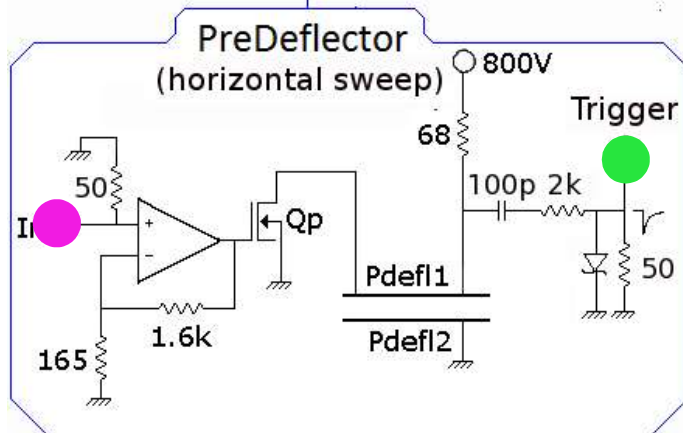 PreDeflector
(horizontal sweep)
800V
Trigger
68
50
100p 2k
+
Qp
-
50
Pdefl1
1.6k
Pdefl2
165